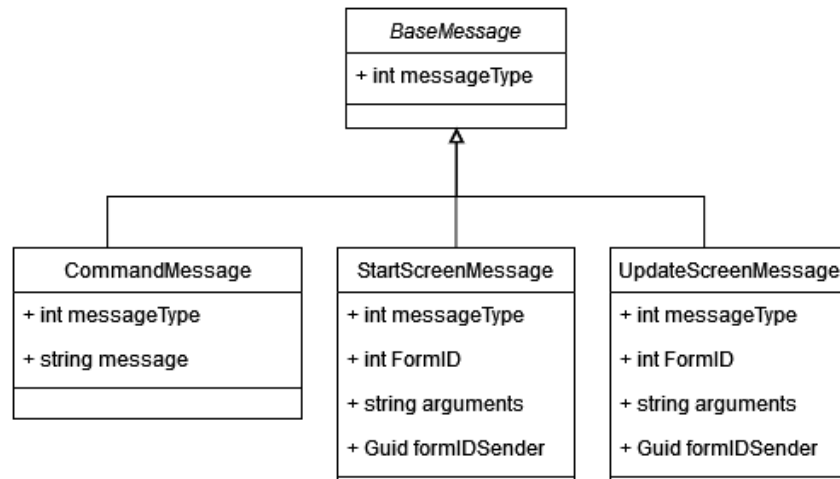 BaseMessage
+ int messageType
CommandMessage
+ int messageType
+ string message
StartScreenMessage
+ int messageType
+ int FormID
+ string arguments
+ Guid formIDSender
UpdateScreenMessage
+ int messageType
+ int FormID
+ string arguments
+ Guid formIDSender